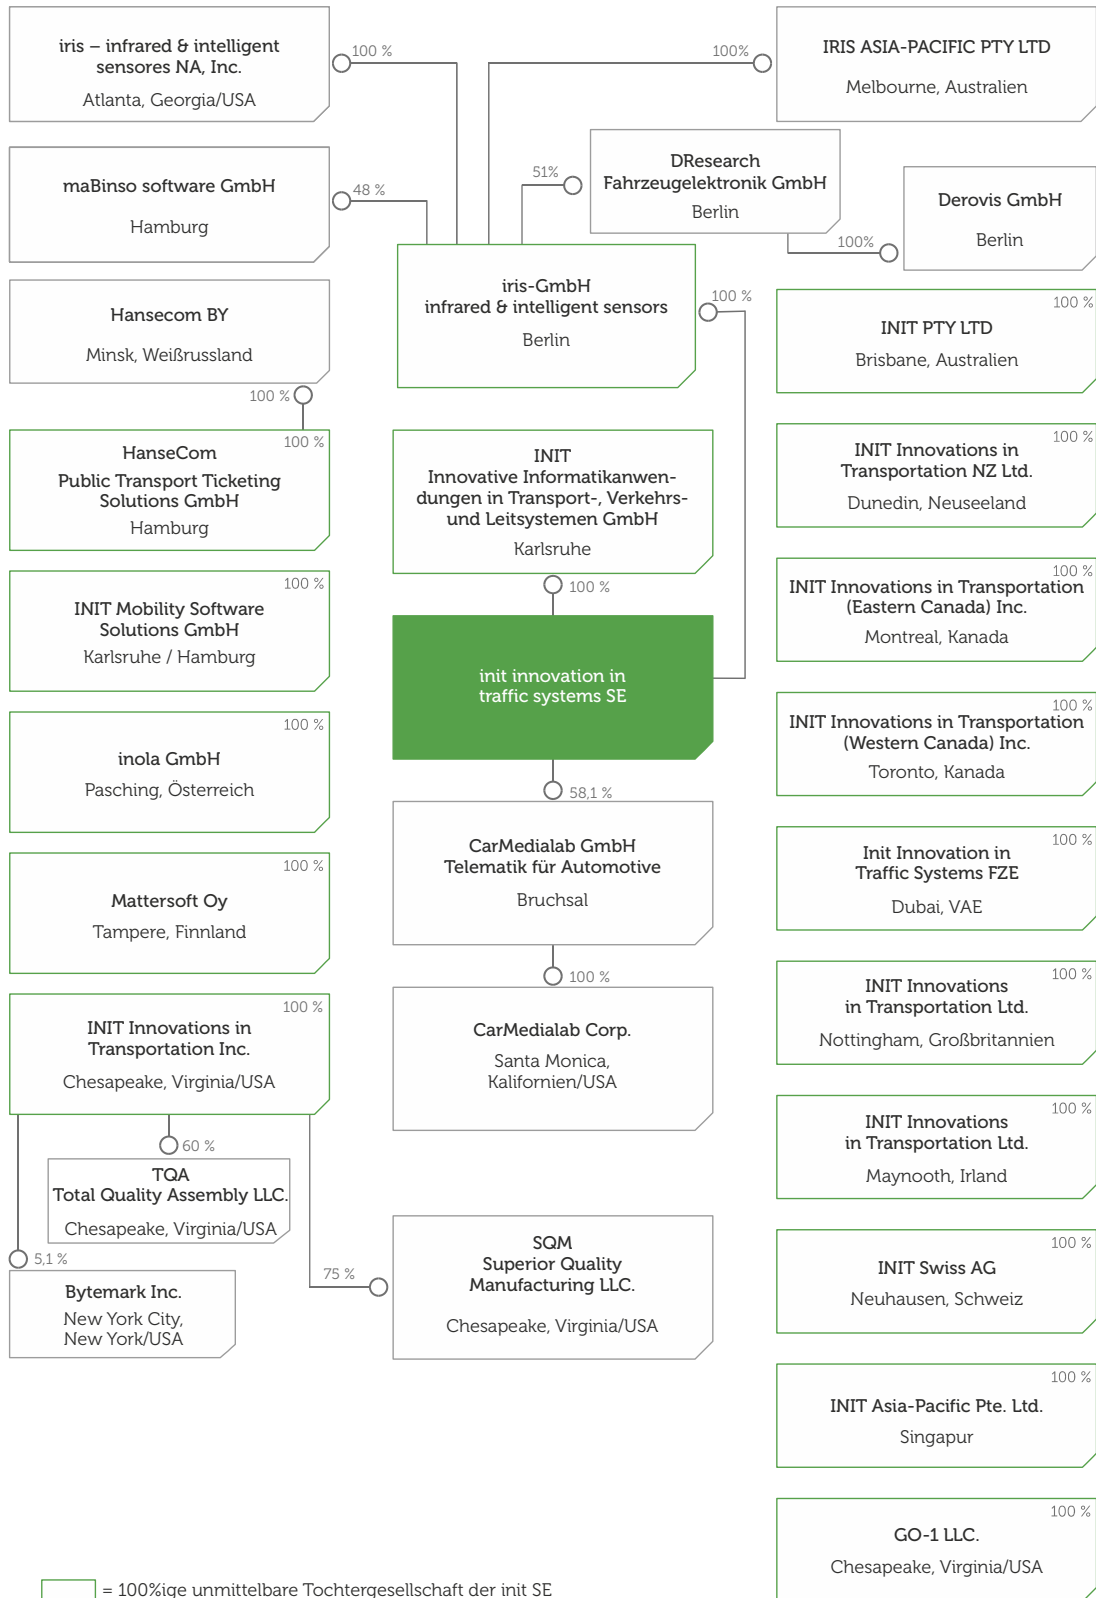 iris – infrared & intelligent
sensores NA, Inc.
Atlanta, Georgia/USA
100 %
100%
IRIS ASIA-PACIFIC PTY LTD
Melbourne, Australien
maBinso software GmbH
Hamburg
48 %
51%
DResearch
Fahrzeugelektronik GmbH
Berlin
100%
Derovis GmbH
Berlin
iris-GmbH
infrared & intelligent sensors
Berlin
100 %
Hansecom BY
Minsk, Weißrussland
100 %
100 %
HanseCom
Public Transport Ticketing
Solutions GmbH
Hamburg
100 %
INIT Mobility Software
Solutions GmbH
Karlsruhe / Hamburg
100 %
inola GmbH
Pasching, Österreich
100 %
Mattersoft Oy
Tampere, Finnland
100 %
INIT Innovations in
Transportation Inc.
Chesapeake, Virginia/USA
60 %
TQA
Total Quality Assembly LLC.
Chesapeake, Virginia/USA
5,1 %
Bytemark Inc.
New York City,
New York/USA
75 %
SQM
Superior Quality
Manufacturing LLC.
Chesapeake, Virginia/USA
INIT
Innovative Informatikanwen-
dungen in Transport-, Verkehrs-
und Leitsystemen GmbH
Karlsruhe
100 %
init innovation in
traffic systems SE
58,1 %
CarMedialab GmbH
Telematik für Automotive
Bruchsal
100 %
CarMedialab Corp.
Santa Monica,
Kalifornien/USA
100 %
INIT PTY LTD
Brisbane, Australien
100 %
INIT Innovations in
Transportation NZ Ltd.
Dunedin, Neuseeland
100 %
INIT Innovations in Transportation
(Eastern Canada) Inc.
Montreal, Kanada
100 %
INIT Innovations in Transportation
(Western Canada) Inc.
Toronto, Kanada
100 %
Init Innovation in
Traffic Systems FZE
Dubai, VAE
100 %
INIT Innovations
in Transportation Ltd.
Nottingham, Großbritannien
100 %
INIT Innovations
in Transportation Ltd.
Maynooth, Irland
100 %
INIT Swiss AG
Neuhausen, Schweiz
100 %
INIT Asia-Pacific Pte. Ltd.
Singapur
100 %
GO-1 LLC.
Chesapeake, Virginia/USA
= 100%ige unmittelbare Tochtergesellschaft der init SE